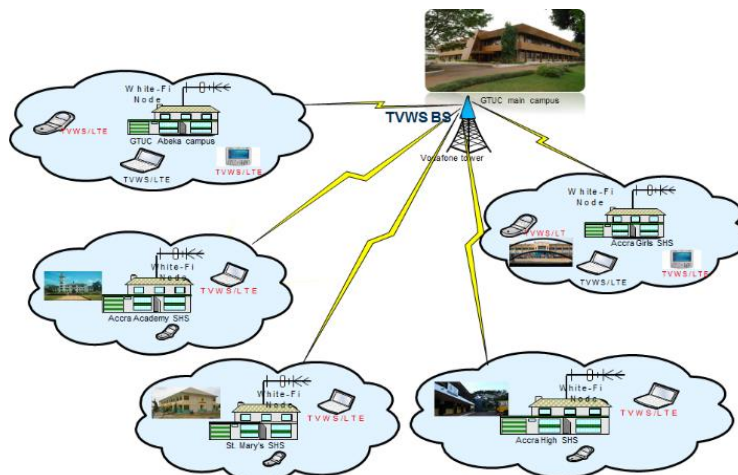 GTUC main campus
TVWS BS
Vodafone tower
White-Fi
Node
TVWS/LTE
GTUC Abeka campus
TVWS/LTE
TVWS/LTE
White-Fi
Node
TVWS/LT
Accra Girls SHS
TVWS/LTE
TVWS/LTE
White-Fi
Node
TVWS/LTE
Accra Academy SHS
White-Fi
Node
TVWS/LTE
St. Mary's SHS
White-Fi
Node
TVWS/LTE
Accra High SHS